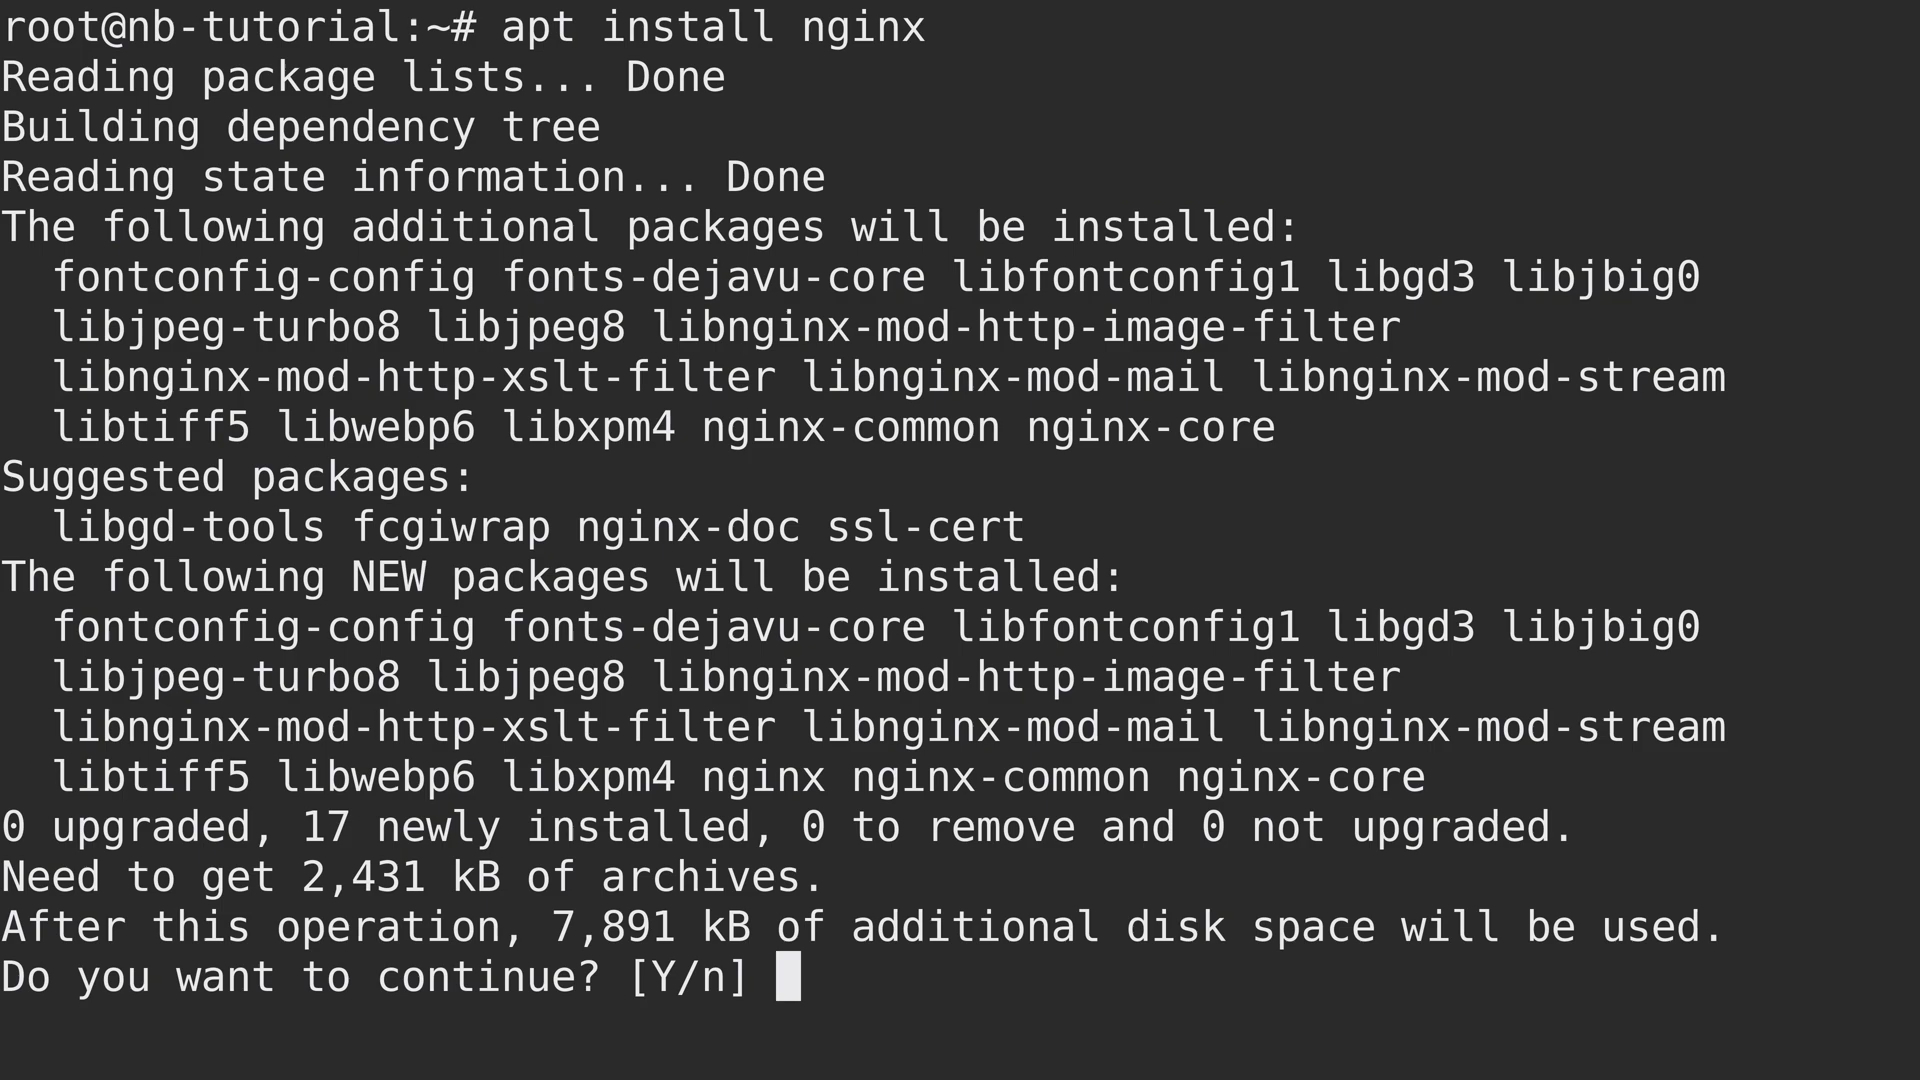 root@nb-tutorial:~# apt install nginx
Reading package lists... Done
Building dependency tree
Reading state information... Done
The following additional packages will be installed:
  fontconfig-config fonts-dejavu-core libfontconfig1 libgd3 libjbig0
  libjpeg-turbo8 libjpeg8 libnginx-mod-http-image-filter
  libnginx-mod-http-xslt-filter libnginx-mod-mail libnginx-mod-stream
  libtiff5 libwebp6 libxpm4 nginx-common nginx-core
Suggested packages:
  libgd-tools fcgiwrap nginx-doc ssl-cert
The following NEW packages will be installed:
  fontconfig-config fonts-dejavu-core libfontconfig1 libgd3 libjbig0
  libjpeg-turbo8 libjpeg8 libnginx-mod-http-image-filter
  libnginx-mod-http-xslt-filter libnginx-mod-mail libnginx-mod-stream
  libtiff5 libwebp6 libxpm4 nginx nginx-common nginx-core
0 upgraded, 17 newly installed, 0 to remove and 0 not upgraded.
Need to get 2,431 kB of archives.
After this operation, 7,891 kB of additional disk space will be used.
Do you want to continue? [Y/n]